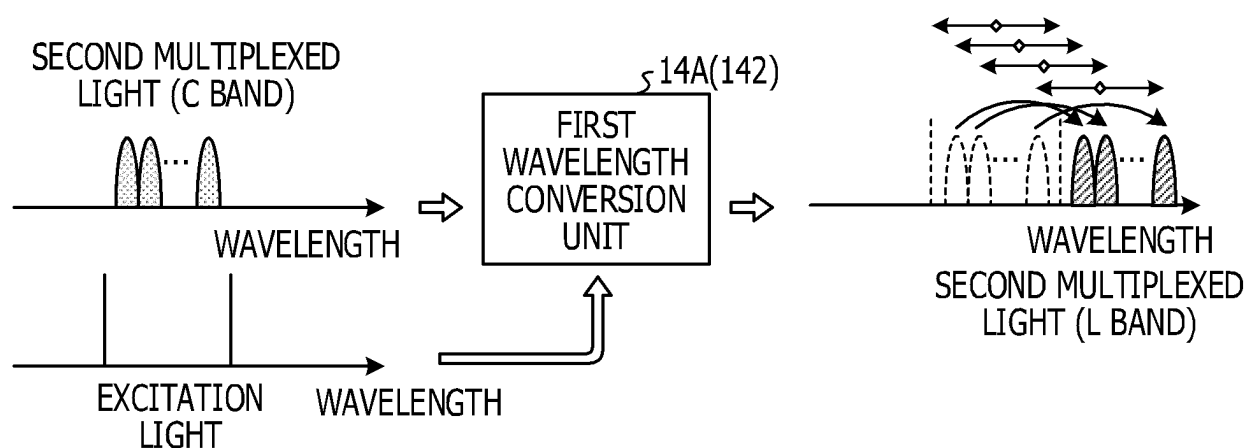 SECOND MULTIPLEXED
LIGHT (C BAND)
...
WAVELENGTH
EXCITATION
LIGHT
WAVELENGTH
14A(142)
FIRST
WAVELENGTH
CONVERSION
UNIT
... ...
WAVELENGTH
SECOND MULTIPLEXED
LIGHT (L BAND)